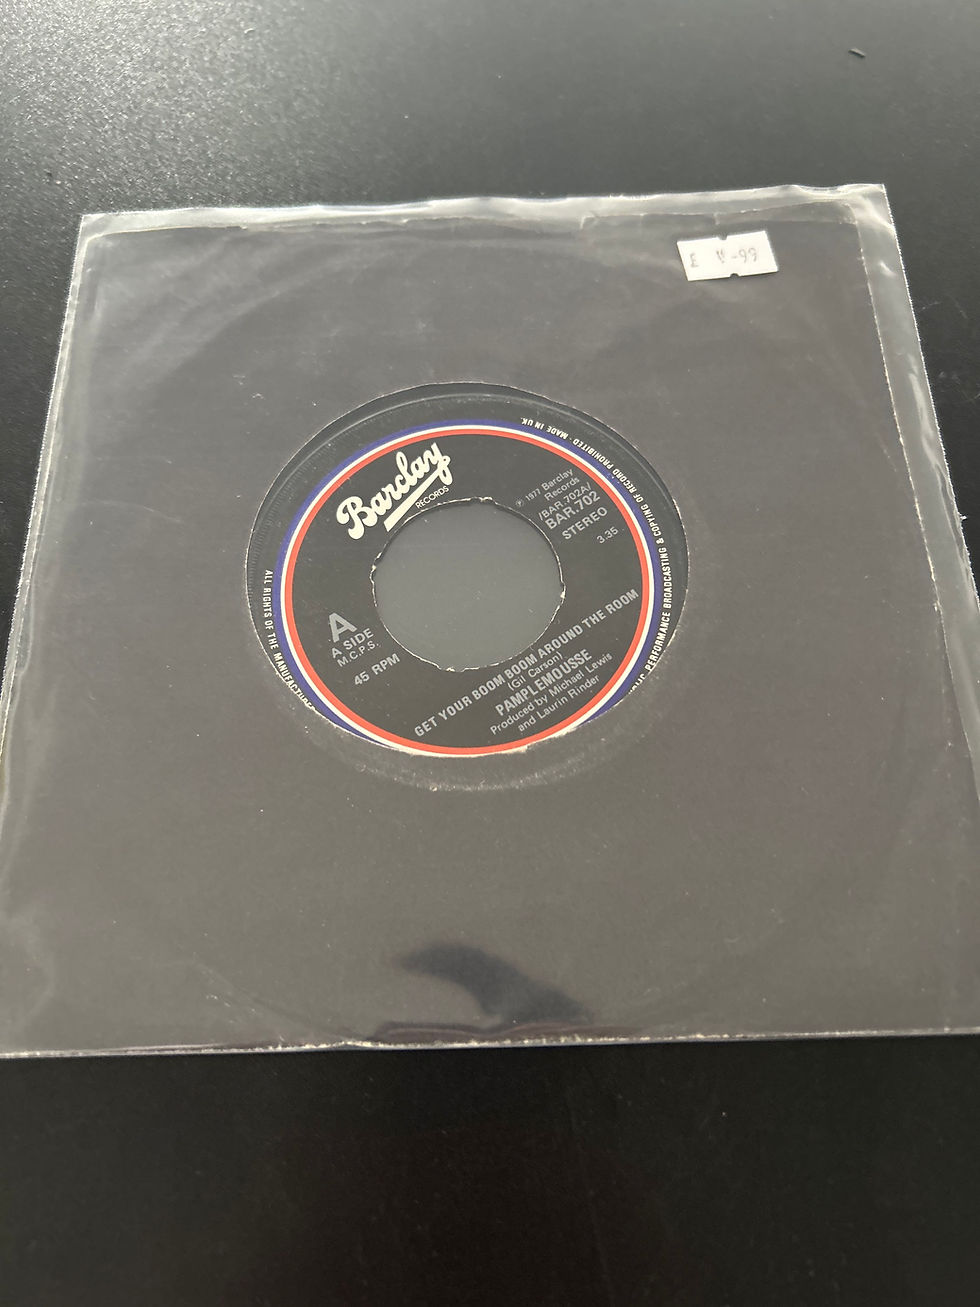 Barclay
RECORDS
℗ 1977 Barclay
Records
/BAR.702A/
BAR.702
STEREO
3.35
A
A SIDE
M.C.P.S.
45 RPM
GET YOUR BOOM BOOM AROUND THE ROOM
(Gil Carson)
PAMPLEMOUSSE
Produced by Michael Lewis
and Laurin Rinder
ALL RIGHTS OF THE MANUFACTURER
PERFORMANCE BROADCASTING & COPYING OF RECORD PROHIBITED · MADE IN UK.
£ -99